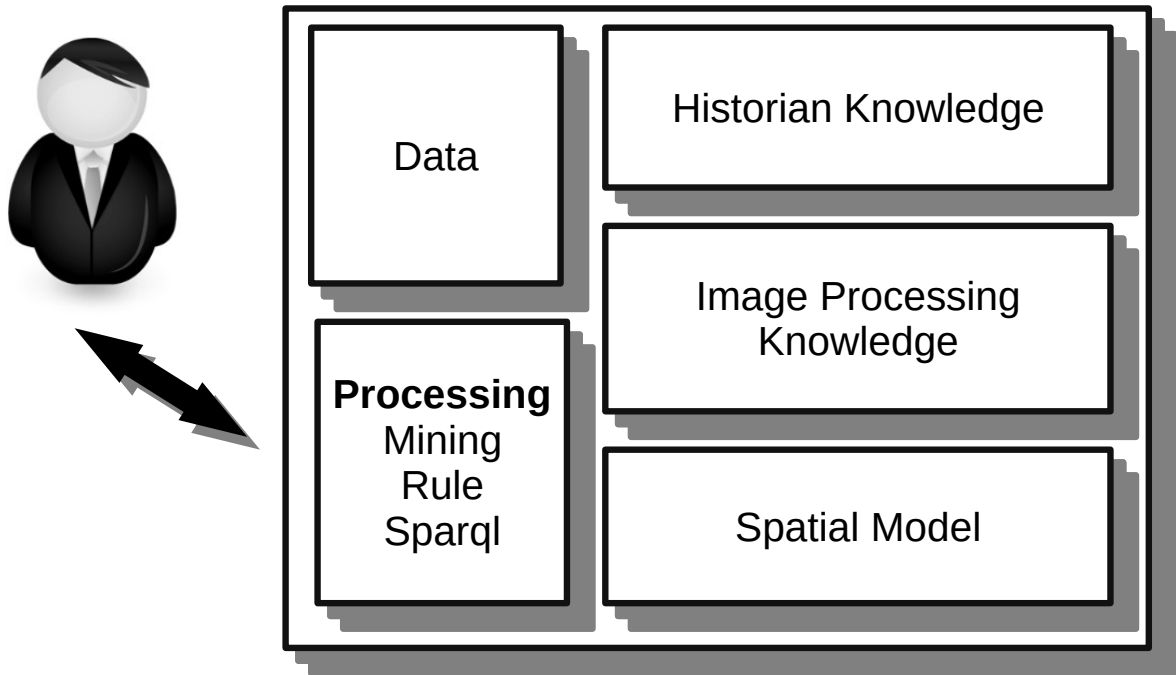 Data
Processing
Mining
Rule
Sparql
Historian Knowledge
Image Processing
Knowledge
Spatial Model